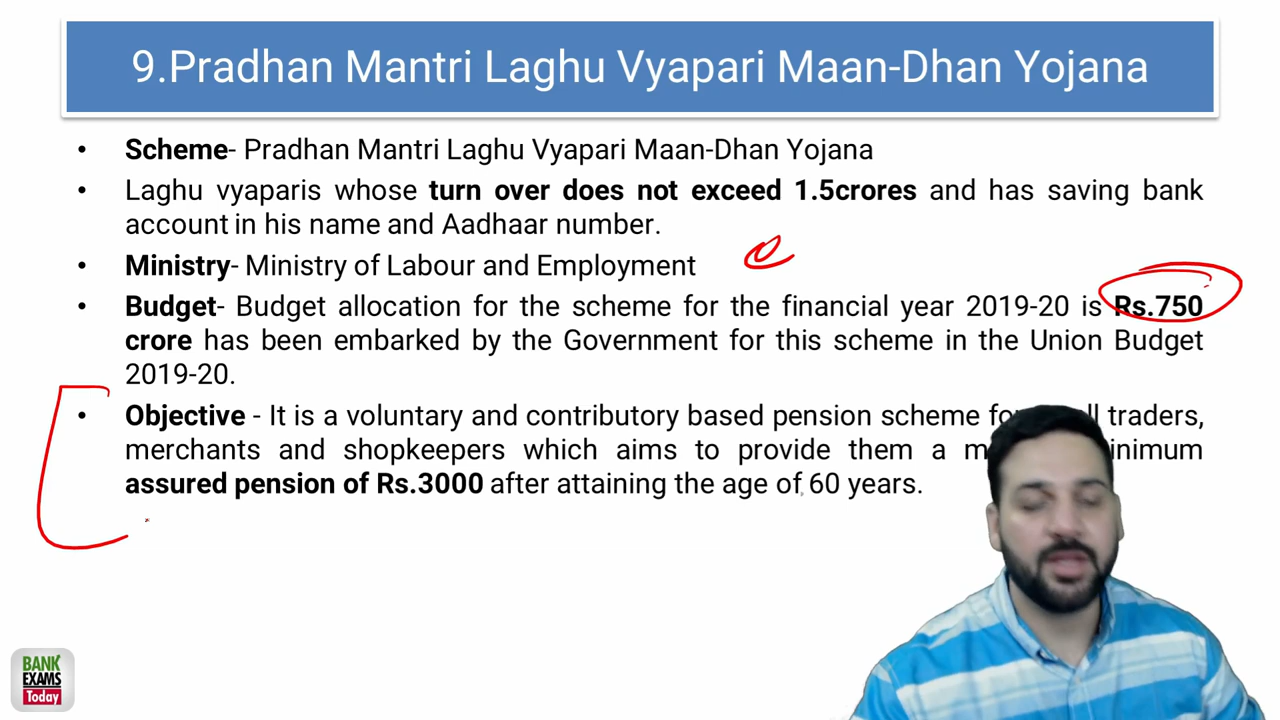 9.Pradhan Mantri Laghu Vyapari Maan-Dhan Yojana
• Scheme- Pradhan Mantri Laghu Vyapari Maan-Dhan Yojana
• Laghu vyaparis whose turn over does not exceed 1.5crores and has saving bank
account in his name and Aadhaar number.
• Ministry- Ministry of Labour and Employment
• Budget- Budget allocation for the scheme for the financial year 2019-20 is Rs.750
crore has been embarked by the Government for this scheme in the Union Budget
2019-20.
• Objective - It is a voluntary and contributory based pension scheme traders,
merchants and shopkeepers which aims to provide them a
assured pension of Rs.3000 after attaining the age of 60 years.
BANK
EXAMS
Today